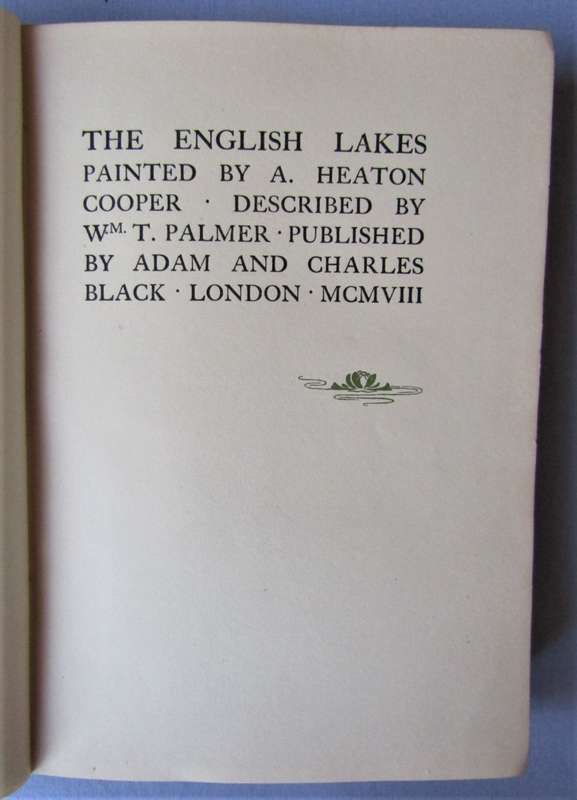 THE ENGLISH LAKES
PAINTED BY A. HEATON
COOPER · DESCRIBED BY
WM. T. PALMER · PUBLISHED
BY ADAM AND CHARLES
BLACK · LONDON · MCMVIII